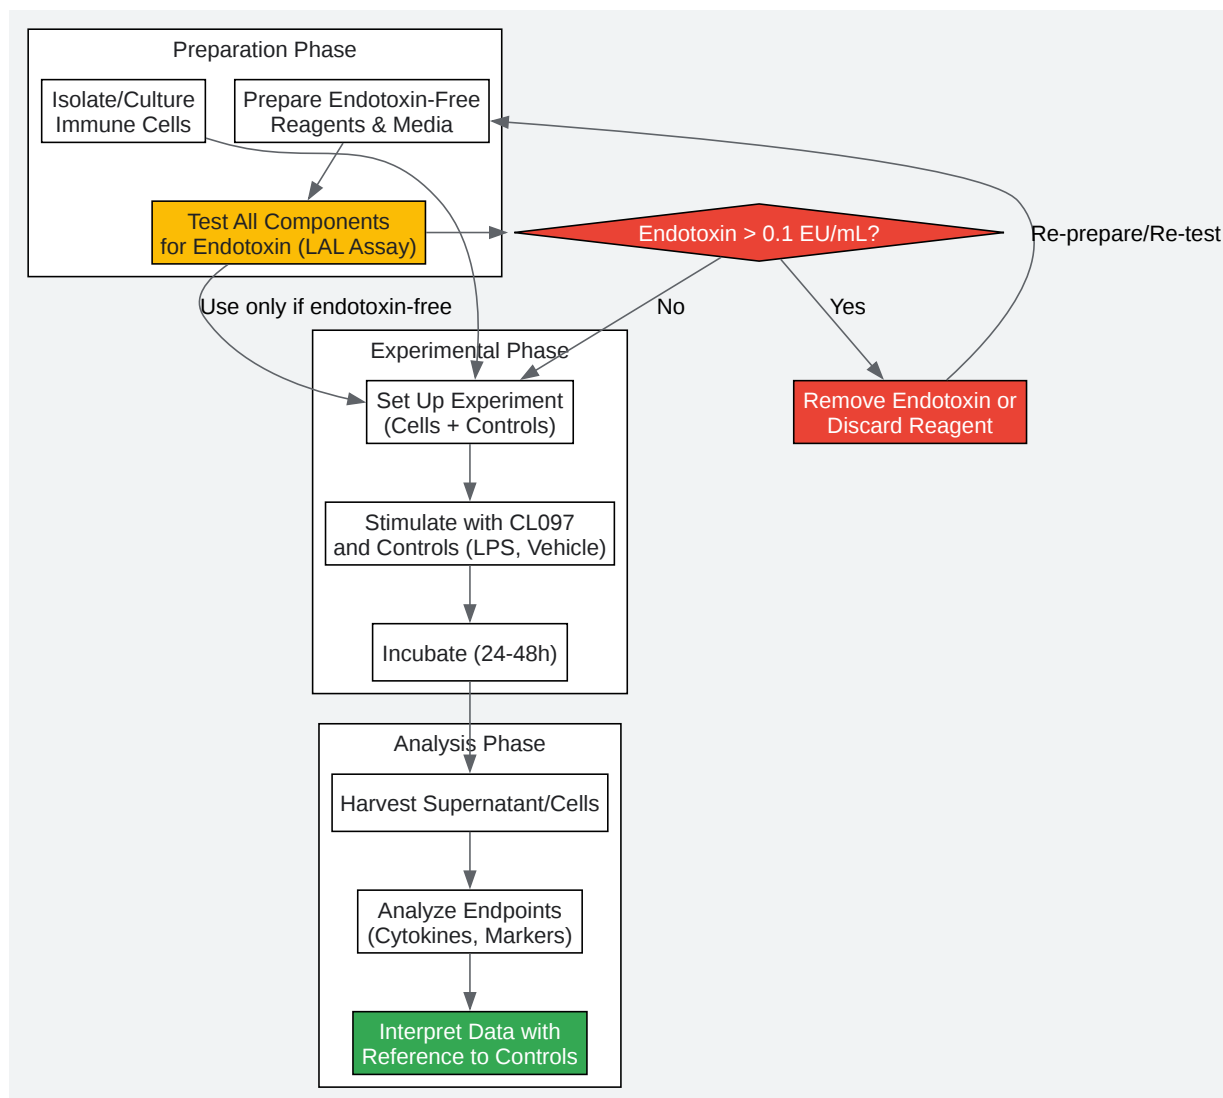 Preparation Phase
Isolate/Culture
Immune Cells
Prepare Endotoxin-Free
Reagents & Media
Test All Components
for Endotoxin (LAL Assay)
Endotoxin > 0.1 EU/mL?
Re-prepare/Re-test
Use only if endotoxin-free
No
Yes
Experimental Phase
Set Up Experiment
(Cells + Controls)
Remove Endotoxin or
Discard Reagent
Stimulate with CL097
and Controls (LPS, Vehicle)
Incubate (24-48h)
Analysis Phase
Harvest Supernatant/Cells
Analyze Endpoints
(Cytokines, Markers)
Interpret Data with
Reference to Controls